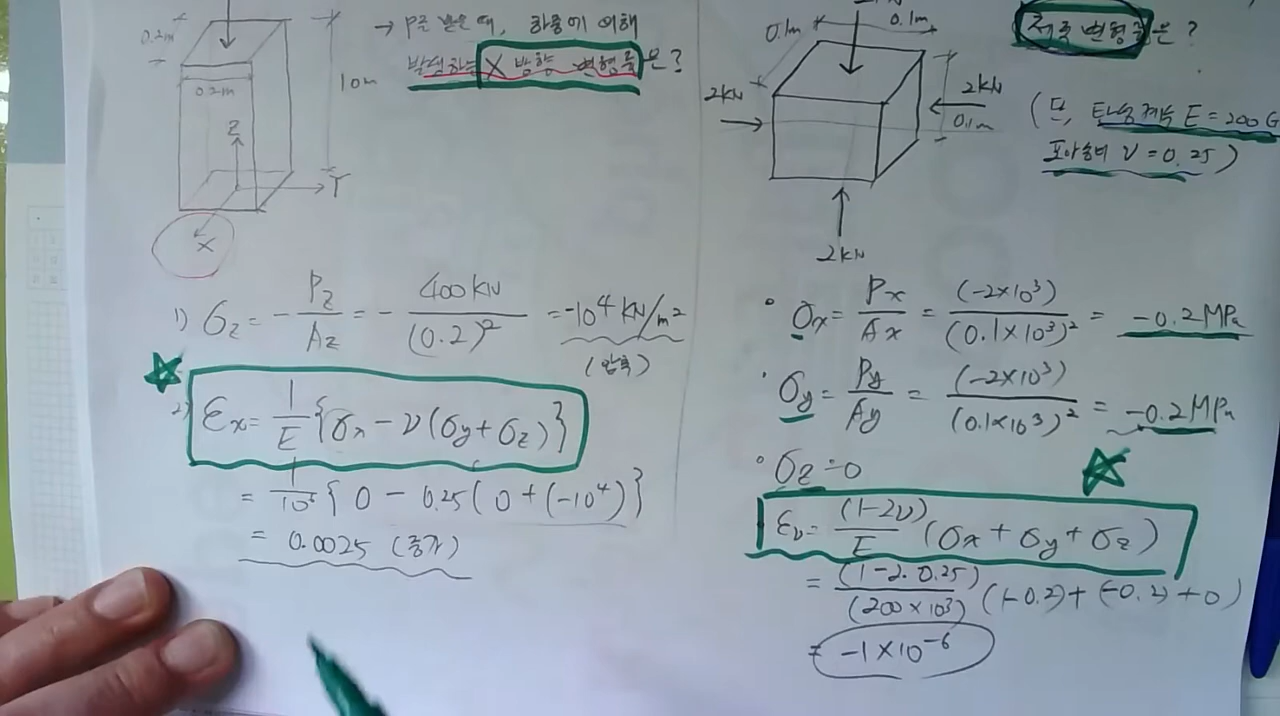 → P를 받을 때, 하중에 의해
발생하는 X 방향 변형률은?
0.2m
0.2m
10m
Z
Y
X
1) σz = - Pz/Az = - 400kN/(0.2)² = -10⁴ kN/m²
(압축)
2) εx = 1/E {σx - ν(σy + σz)}
{ 0 - 0.25( 0 + (-10⁴) }
= 0.0025 (증가)
체적 변형률은?
(단, 탄성계수 E = 200G
포아송비 ν = 0.25)
0.1m
0.1m
2kN
2kN
0.1m
2kN
° σx = Px/Ax = (-2×10³)/(0.1×10³)² = -0.2MPa
· σy = Py/Ay = (-2×10³)/(0.1×10³)² = -0.2MPa
° σz = 0
εv = (1-2ν)/E (σx + σy + σz)
= (1-2·0.25)/(200×10³) (-0.2) + (-0.2) + 0)
= -1×10⁻⁶